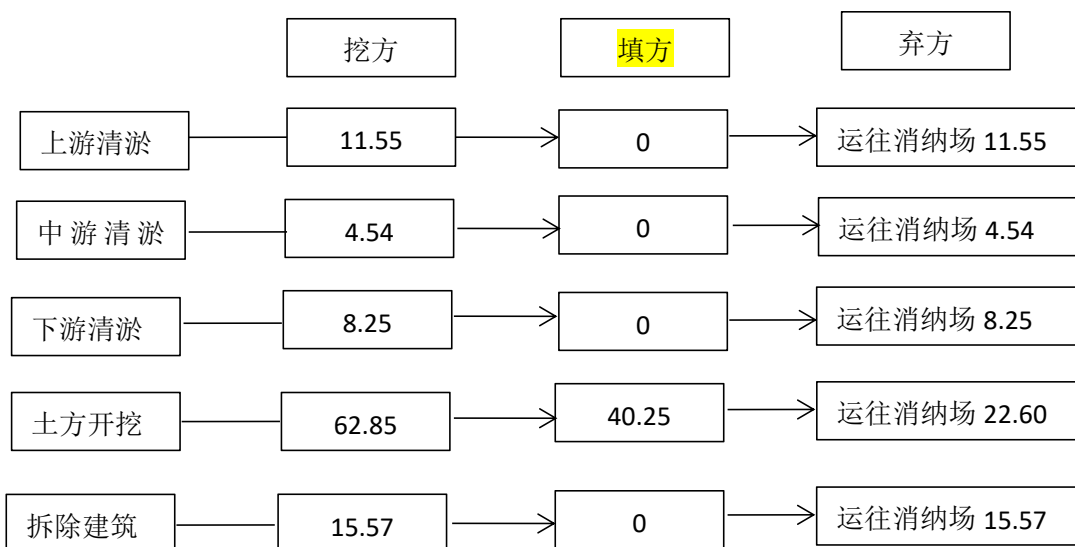 挖方 填方 弃方
上游清淤 11.55 0 运往消纳场 11.55
中游清淤 4.54 0 运往消纳场 4.54
下游清淤 8.25 0 运往消纳场 8.25
土方开挖 62.85 40.25 运往消纳场 22.60
拆除建筑 15.57 0 运往消纳场 15.57